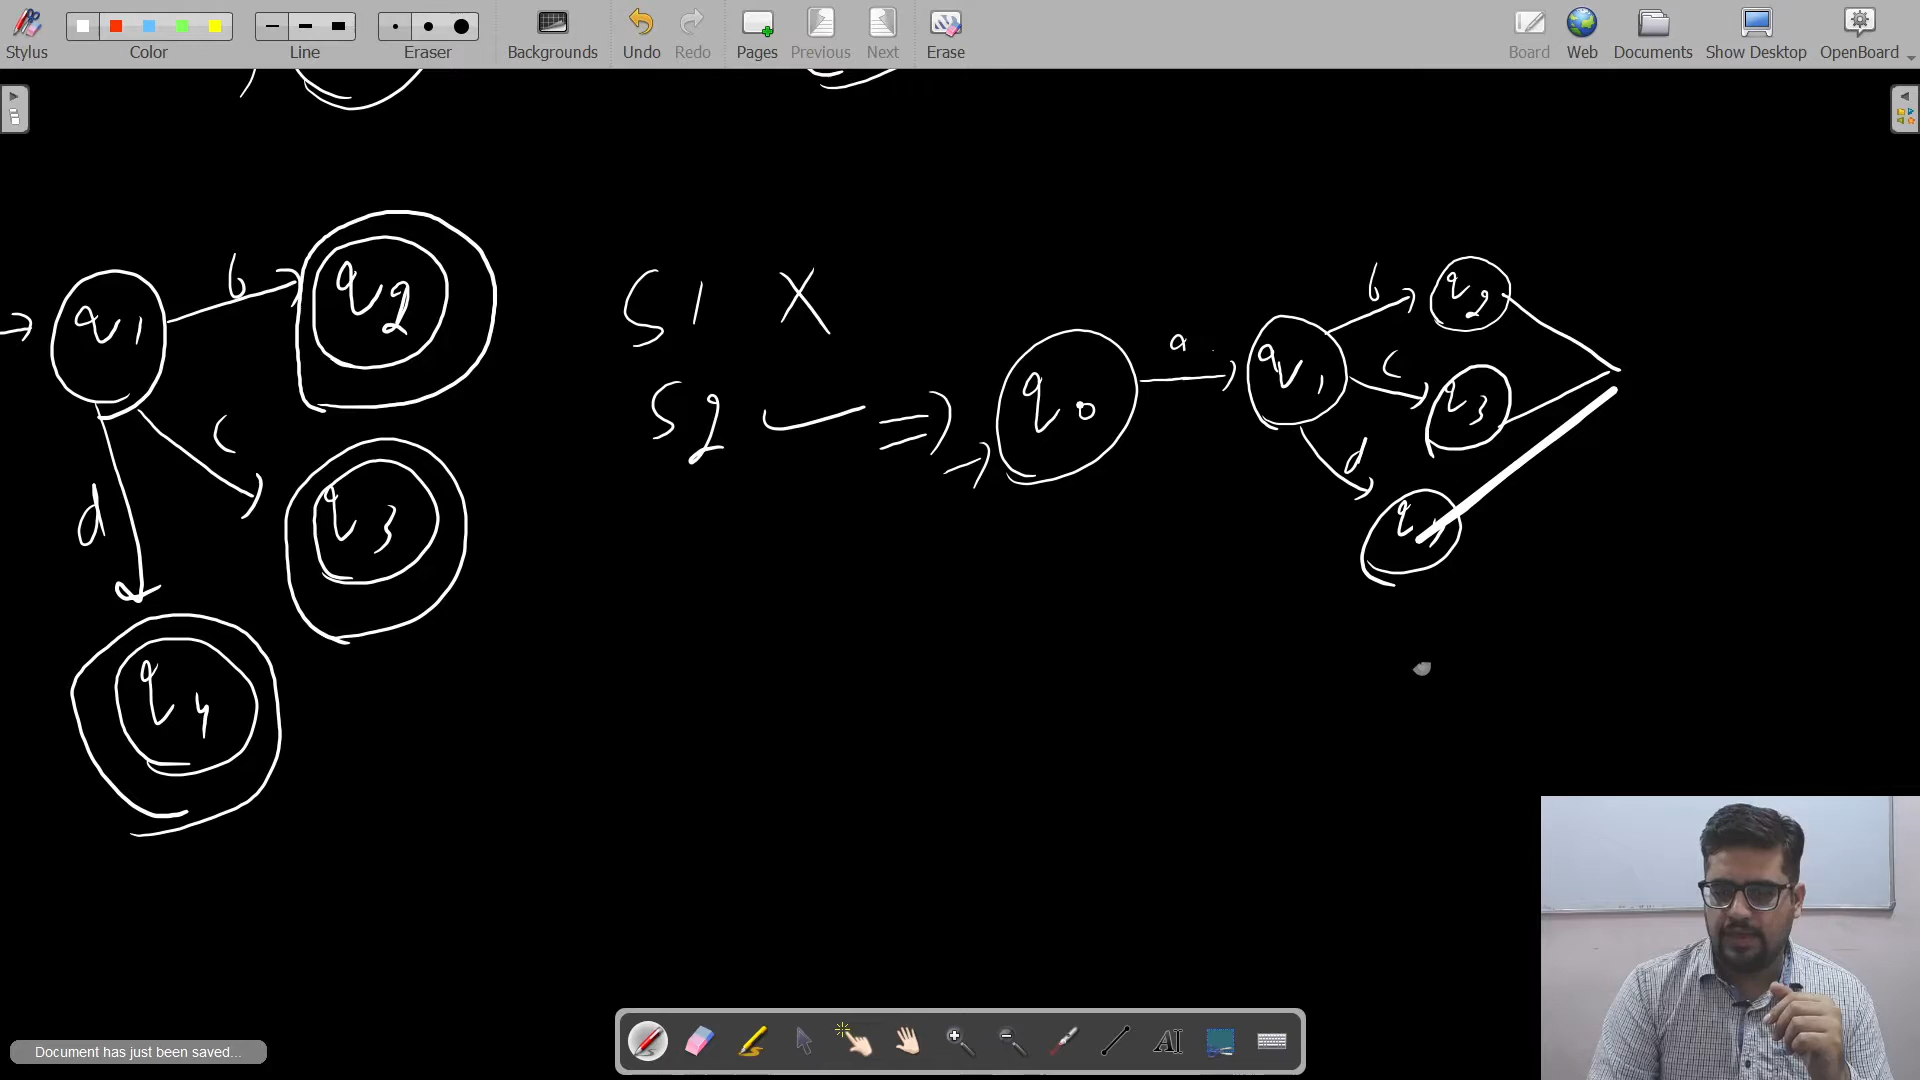 Stylus
Color
Line
Eraser
Backgrounds
Undo
Redo
Pages
Previous
Next
Erase
Board
Web
Documents
Show Desktop
OpenBoard
q1
b
q2
c
q3
d
q4
S1 X
S2
q0
a
q1
b
q2
c
q3
d
Document has just been saved...
AI